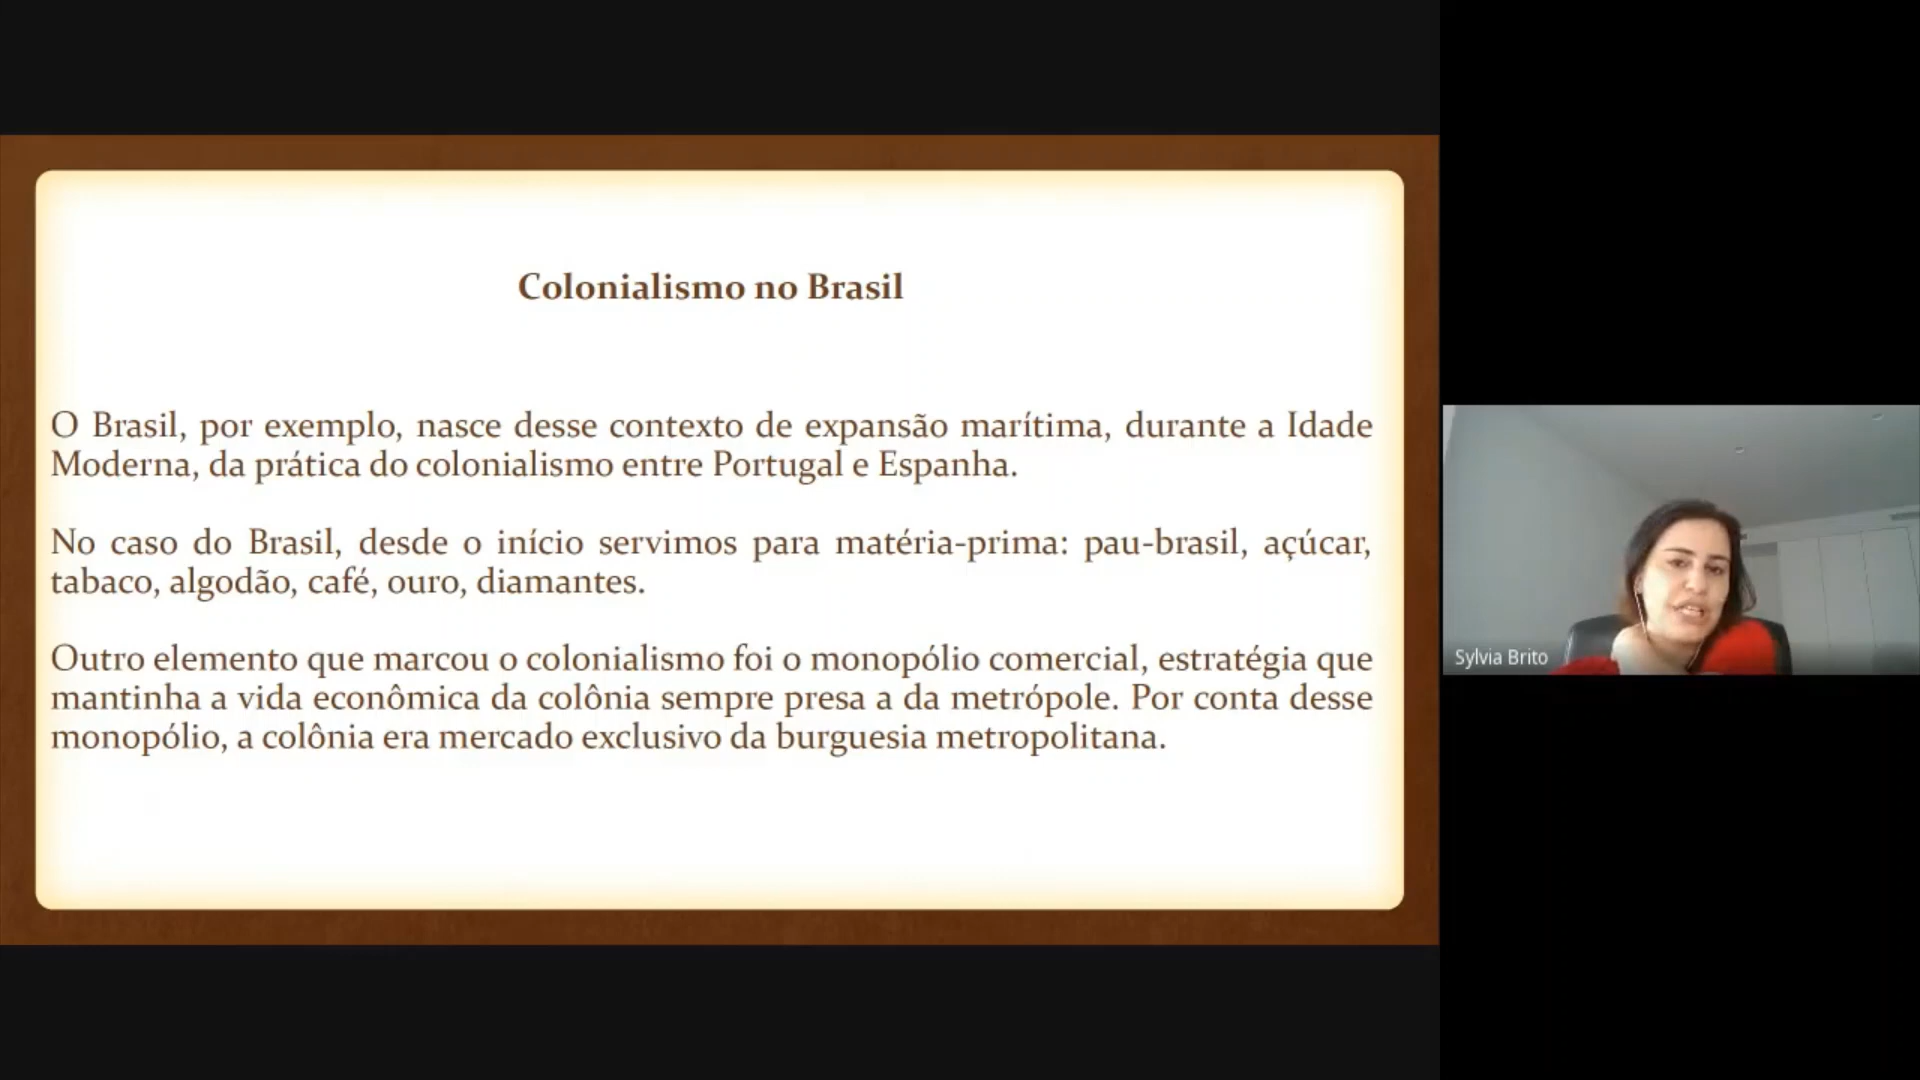 Colonialismo no Brasil
O Brasil, por exemplo, nasce desse contexto de expansão marítima, durante a Idade
Moderna, da prática do colonialismo entre Portugal e Espanha.
No caso do Brasil, desde o início servimos para matéria-prima: pau-brasil, açúcar,
tabaco, algodão, café, ouro, diamantes.
Outro elemento que marcou o colonialismo foi o monopólio comercial, estratégia que
mantinha a vida econômica da colônia sempre presa a da metrópole. Por conta desse
monopólio, a colônia era mercado exclusivo da burguesia metropolitana.
Sylvia Brito